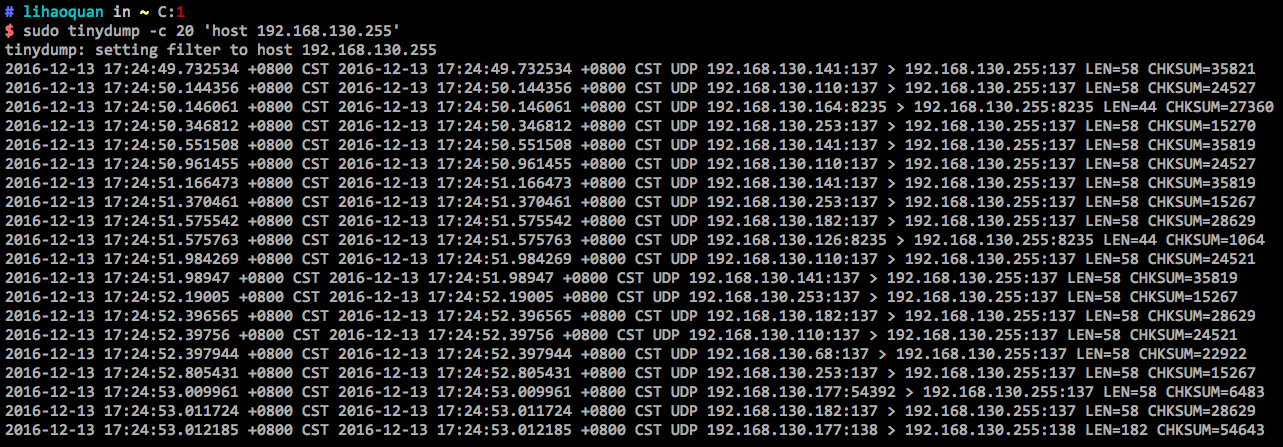 # lihaoquan in ~ C:1
$ sudo tinydump -c 20 'host 192.168.130.255'
tinydump: setting filter to host 192.168.130.255
2016-12-13 17:24:49.732534 +0800 CST 2016-12-13 17:24:49.732534 +0800 CST UDP 192.168.130.141:137 > 192.168.130.255:137 LEN=58 CHKSUM=35821
2016-12-13 17:24:50.144356 +0800 CST 2016-12-13 17:24:50.144356 +0800 CST UDP 192.168.130.110:137 > 192.168.130.255:137 LEN=58 CHKSUM=24527
2016-12-13 17:24:50.146061 +0800 CST 2016-12-13 17:24:50.146061 +0800 CST UDP 192.168.130.164:8235 > 192.168.130.255:8235 LEN=44 CHKSUM=27360
2016-12-13 17:24:50.346812 +0800 CST 2016-12-13 17:24:50.346812 +0800 CST UDP 192.168.130.253:137 > 192.168.130.255:137 LEN=58 CHKSUM=15270
2016-12-13 17:24:50.551508 +0800 CST 2016-12-13 17:24:50.551508 +0800 CST UDP 192.168.130.141:137 > 192.168.130.255:137 LEN=58 CHKSUM=35819
2016-12-13 17:24:50.961455 +0800 CST 2016-12-13 17:24:50.961455 +0800 CST UDP 192.168.130.110:137 > 192.168.130.255:137 LEN=58 CHKSUM=24527
2016-12-13 17:24:51.166473 +0800 CST 2016-12-13 17:24:51.166473 +0800 CST UDP 192.168.130.141:137 > 192.168.130.255:137 LEN=58 CHKSUM=35819
2016-12-13 17:24:51.370461 +0800 CST 2016-12-13 17:24:51.370461 +0800 CST UDP 192.168.130.253:137 > 192.168.130.255:137 LEN=58 CHKSUM=15267
2016-12-13 17:24:51.575542 +0800 CST 2016-12-13 17:24:51.575542 +0800 CST UDP 192.168.130.182:137 > 192.168.130.255:137 LEN=58 CHKSUM=28629
2016-12-13 17:24:51.575763 +0800 CST 2016-12-13 17:24:51.575763 +0800 CST UDP 192.168.130.126:8235 > 192.168.130.255:8235 LEN=44 CHKSUM=1064
2016-12-13 17:24:51.984269 +0800 CST 2016-12-13 17:24:51.984269 +0800 CST UDP 192.168.130.110:137 > 192.168.130.255:137 LEN=58 CHKSUM=24521
2016-12-13 17:24:51.98947 +0800 CST 2016-12-13 17:24:51.98947 +0800 CST UDP 192.168.130.141:137 > 192.168.130.255:137 LEN=58 CHKSUM=35819
2016-12-13 17:24:52.19005 +0800 CST 2016-12-13 17:24:52.19005 +0800 CST UDP 192.168.130.253:137 > 192.168.130.255:137 LEN=58 CHKSUM=15267
2016-12-13 17:24:52.396565 +0800 CST 2016-12-13 17:24:52.396565 +0800 CST UDP 192.168.130.182:137 > 192.168.130.255:137 LEN=58 CHKSUM=28629
2016-12-13 17:24:52.39756 +0800 CST 2016-12-13 17:24:52.39756 +0800 CST UDP 192.168.130.110:137 > 192.168.130.255:137 LEN=58 CHKSUM=24521
2016-12-13 17:24:52.397944 +0800 CST 2016-12-13 17:24:52.397944 +0800 CST UDP 192.168.130.68:137 > 192.168.130.255:137 LEN=58 CHKSUM=22922
2016-12-13 17:24:52.805431 +0800 CST 2016-12-13 17:24:52.805431 +0800 CST UDP 192.168.130.253:137 > 192.168.130.255:137 LEN=58 CHKSUM=15267
2016-12-13 17:24:53.009961 +0800 CST 2016-12-13 17:24:53.009961 +0800 CST UDP 192.168.130.177:54392 > 192.168.130.255:137 LEN=58 CHKSUM=6483
2016-12-13 17:24:53.011724 +0800 CST 2016-12-13 17:24:53.011724 +0800 CST UDP 192.168.130.182:137 > 192.168.130.255:137 LEN=58 CHKSUM=28629
2016-12-13 17:24:53.012185 +0800 CST 2016-12-13 17:24:53.012185 +0800 CST UDP 192.168.130.177:138 > 192.168.130.255:138 LEN=182 CHKSUM=54643